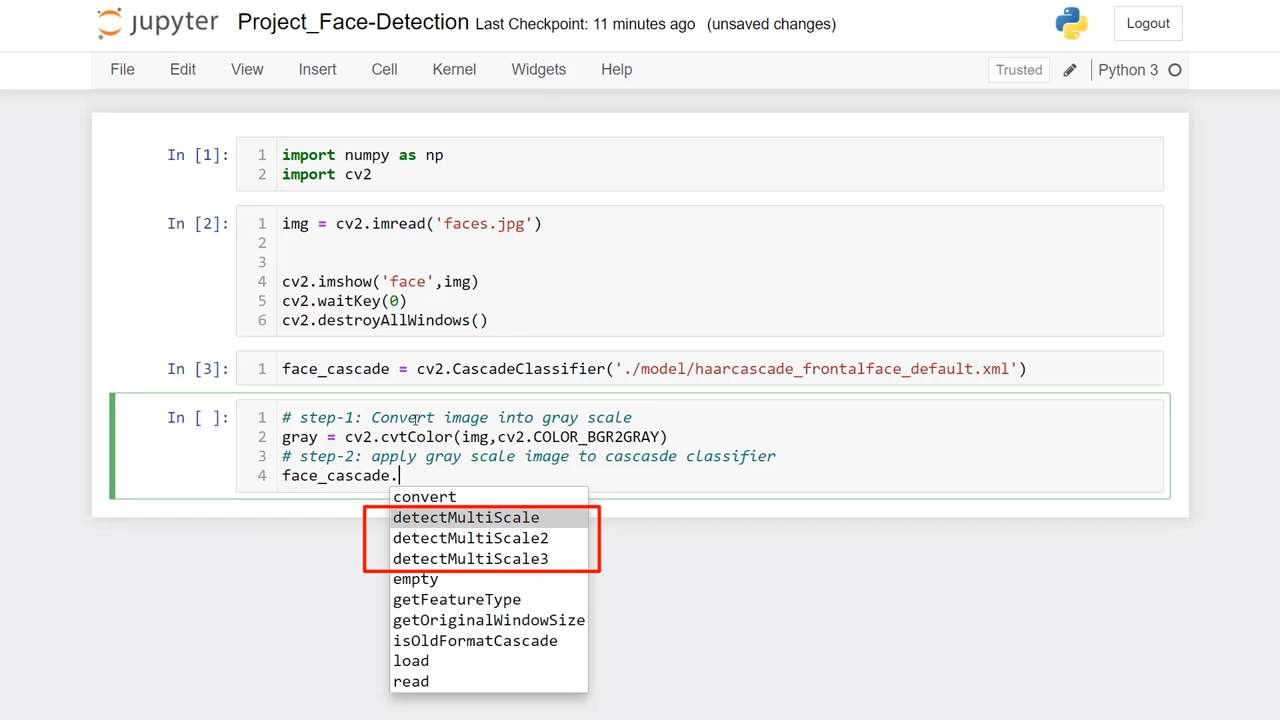 jupyter Project_Face-Detection Last Checkpoint: 11 minutes ago (unsaved changes) Logout
File Edit View Insert Cell Kernel Widgets Help Trusted Python 3
In [1]: 1 import numpy as np
2 import cv2
In [2]: 1 img = cv2.imread('faces.jpg')
2
3
4 cv2.imshow('face',img)
5 cv2.waitKey(0)
6 cv2.destroyAllWindows()
In [3]: 1 face_cascade = cv2.CascadeClassifier('./model/haarcascade_frontalface_default.xml')
In [ ]: 1 # step-1: Convert image into gray scale
2 gray = cv2.cvtColor(img,cv2.COLOR_BGR2GRAY)
3 # step-2: apply gray scale image to cascasde classifier
4 face_cascade.
convert
detectMultiScale
detectMultiScale2
detectMultiScale3
empty
getFeatureType
getOriginalWindowSize
isOldFormatCascade
load
read